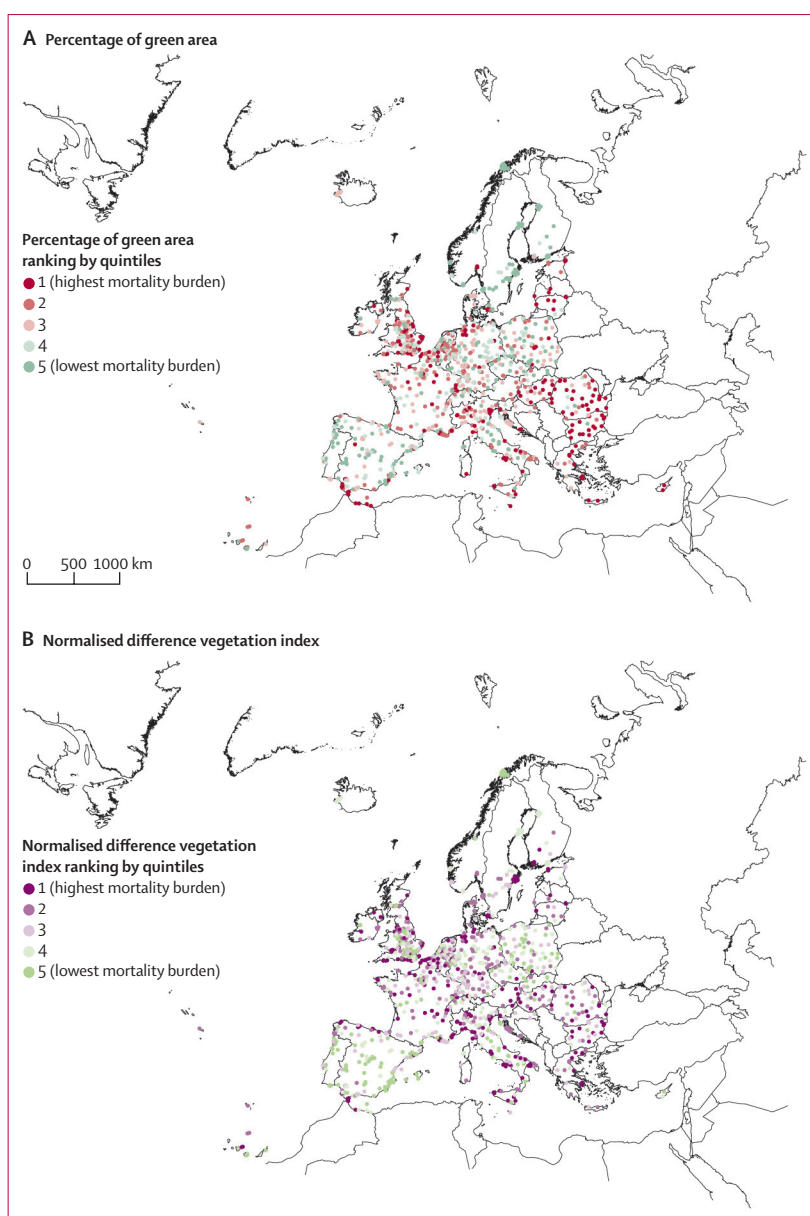 A Percentage of green area
Percentage of green area
ranking by quintiles
1 (highest mortality burden)
2
3
4
5 (lowest mortality burden)
0 500 1000 km
B Normalised difference vegetation index
Normalised difference vegetation
index ranking by quintiles
1 (highest mortality burden)
2
3
4
5 (lowest mortality burden)